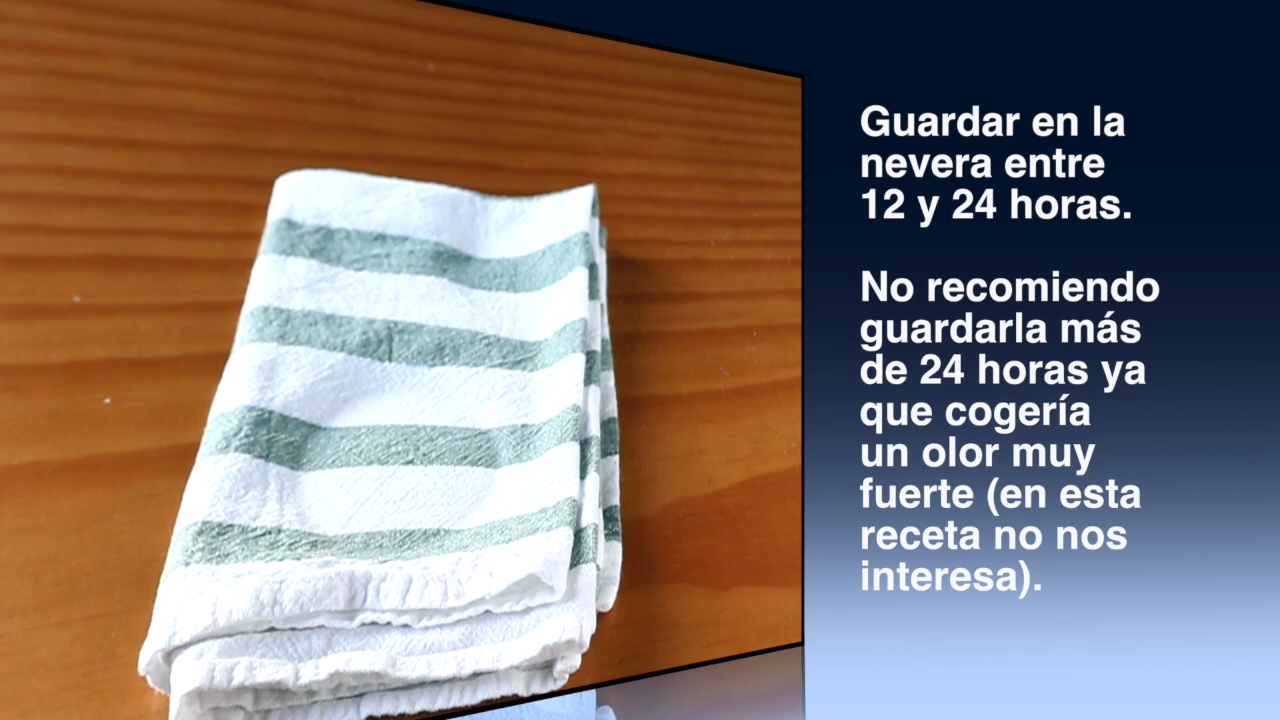 Guardar en la
nevera entre
12 y 24 horas.
No recomiendo
guardarla más
de 24 horas ya
que cogería
un olor muy
fuerte (en esta
receta no nos
interesa).